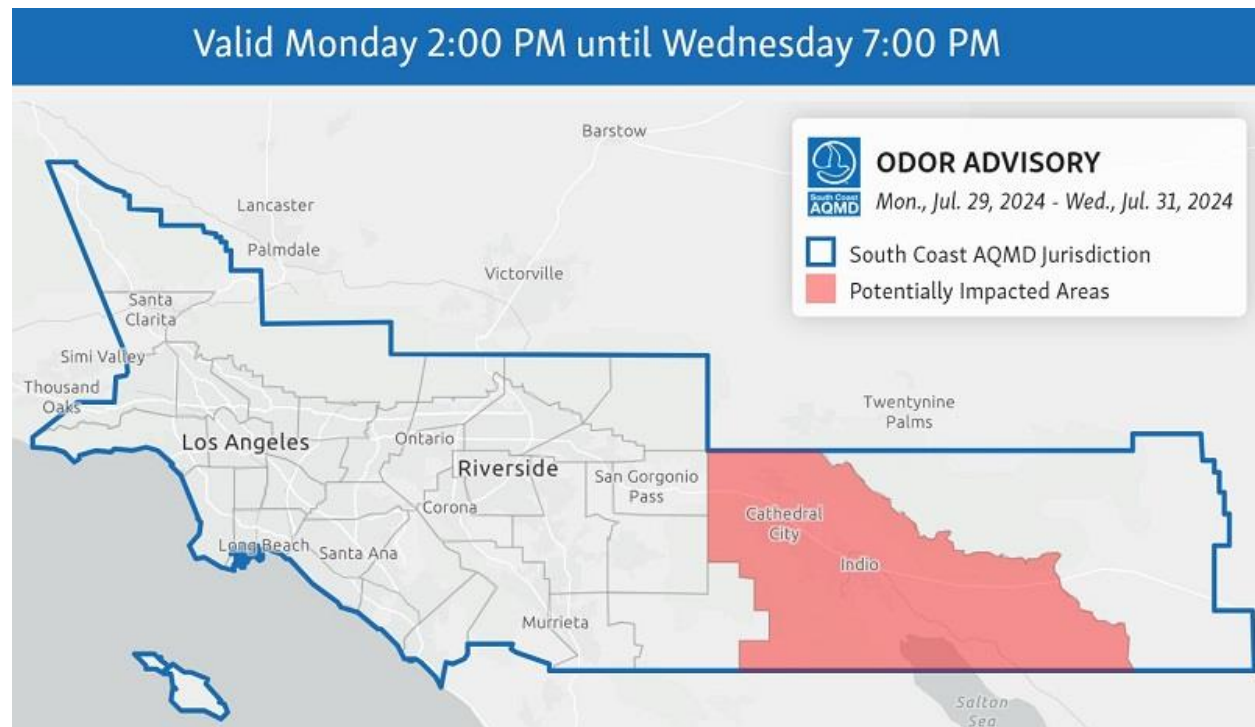 Valid Monday 2:00 PM until Wednesday 7:00 PM
Barstow
South Coast
AQMD
ODOR ADVISORY
Mon., Jul. 29, 2024 - Wed., Jul. 31, 2024
South Coast AQMD Jurisdiction
Potentially Impacted Areas
Lancaster
Palmdale
Victorville
Santa
Clarita
Simi Valley
Thousand
Oaks
Twentynine
Palms
Los Angeles
Ontario
Riverside
San Gorgonio
Pass
Corona
Cathedral
City
Long Beach
Santa Ana
Indio
Murrieta
Salton
Sea